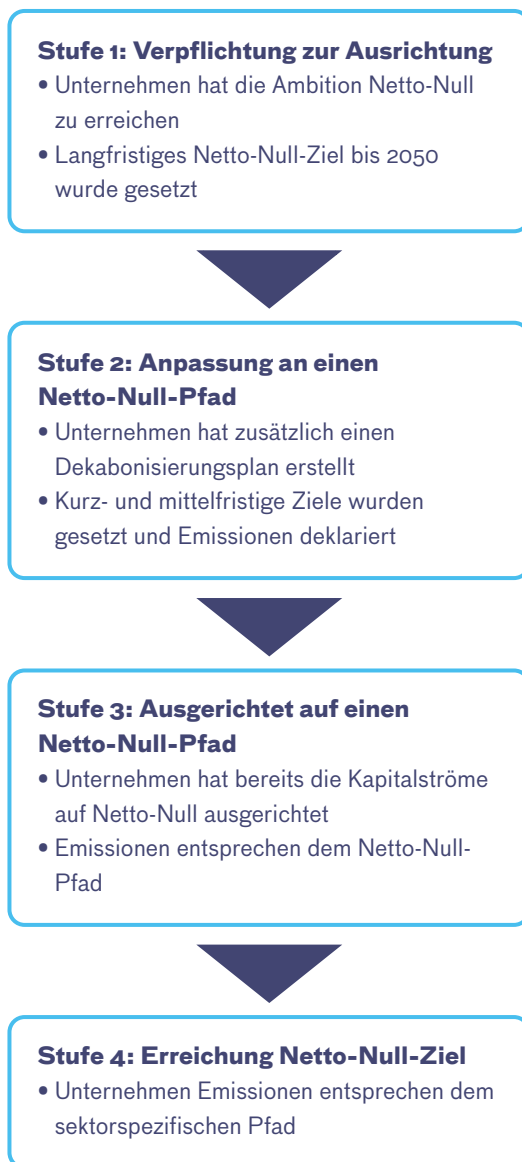 Stufe 1: Verpflichtung zur Ausrichtung
• Unternehmen hat die Ambition Netto-Null
zu erreichen
• Langfristiges Netto-Null-Ziel bis 2050
wurde gesetzt
Stufe 2: Anpassung an einen
Netto-Null-Pfad
• Unternehmen hat zusätzlich einen
Dekabonisierungsplan erstellt
• Kurz- und mittelfristige Ziele wurden
gesetzt und Emissionen deklariert
Stufe 3: Ausgerichtet auf einen
Netto-Null-Pfad
• Unternehmen hat bereits die Kapitalströme
auf Netto-Null ausgerichtet
• Emissionen entsprechen dem Netto-Null-
Pfad
Stufe 4: Erreichung Netto-Null-Ziel
• Unternehmen Emissionen entsprechen dem
sektorspezifischen Pfad